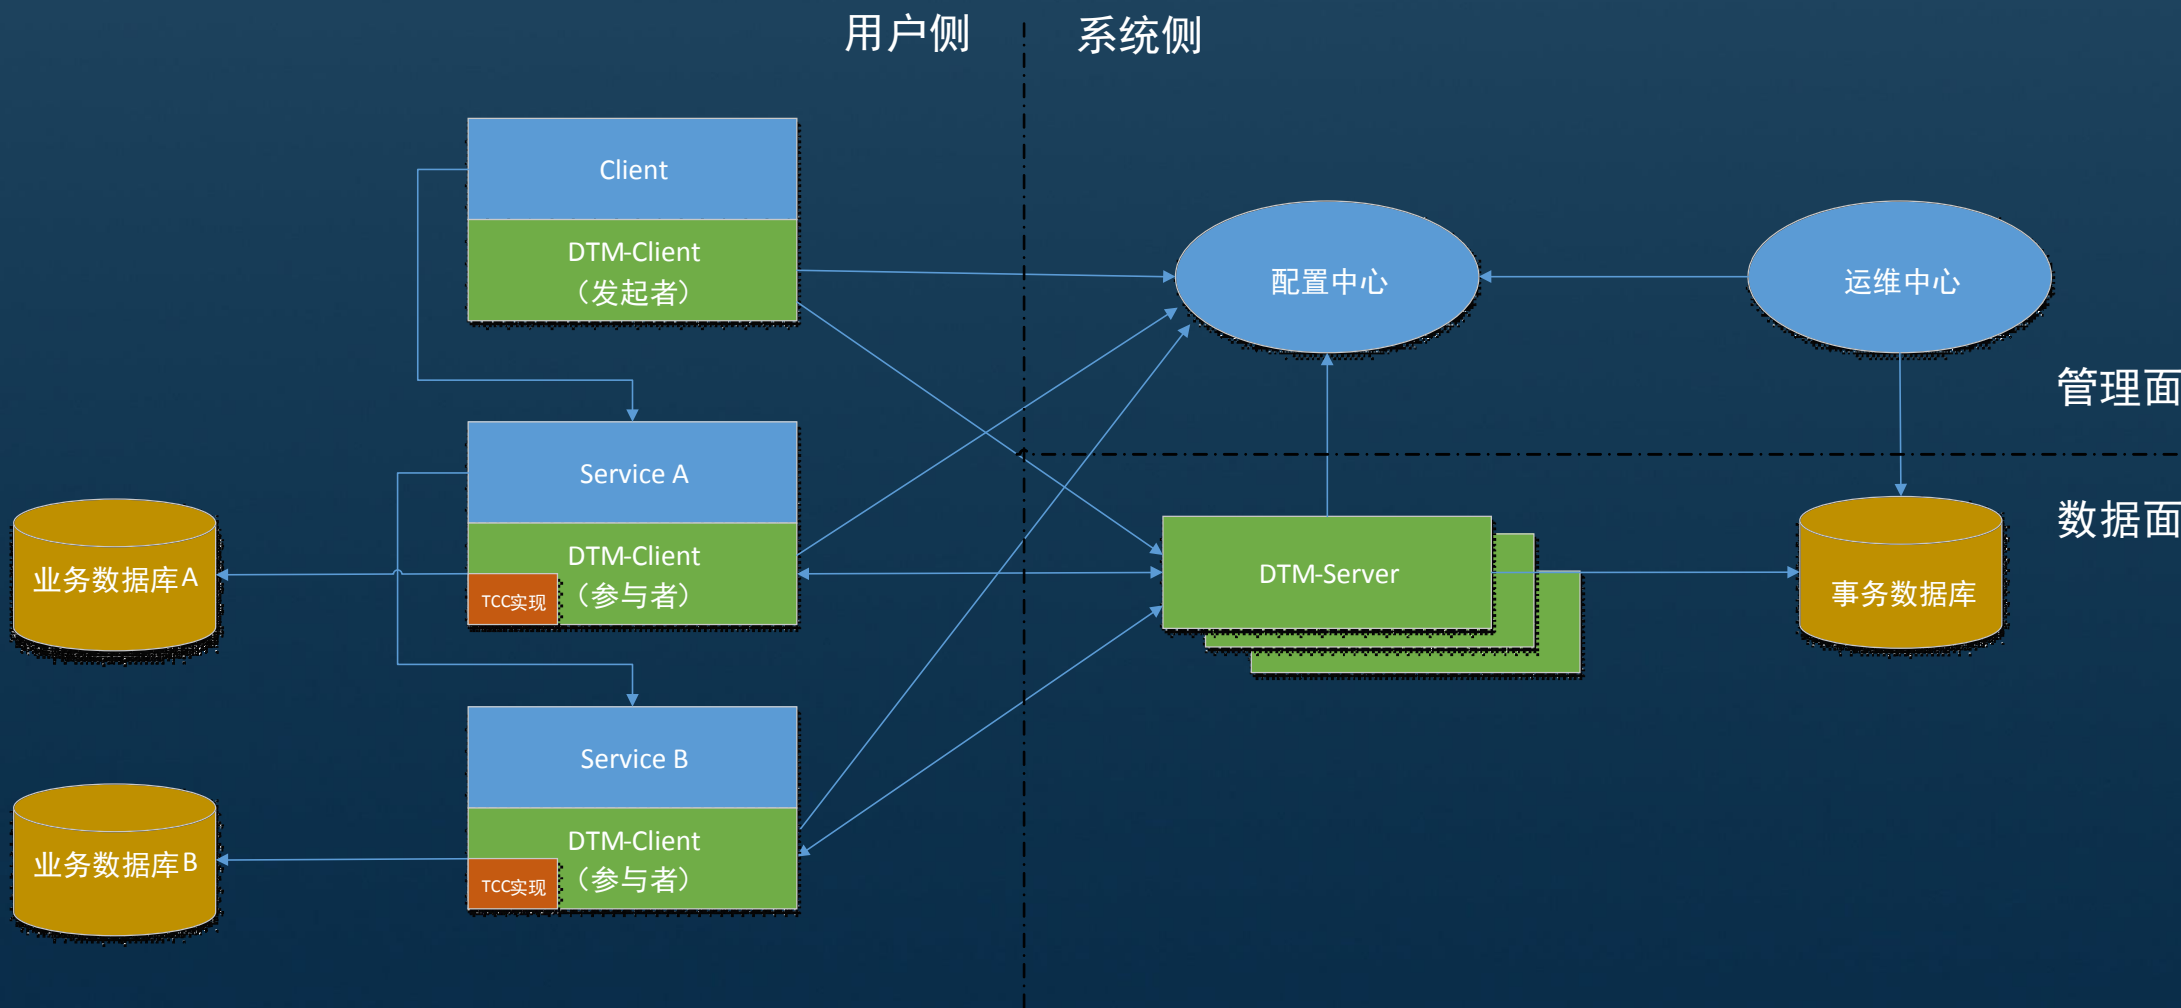 用户侧
系统侧
Client
DTM-Client
（发起者）
配置中心
运维中心
管理面
Service A
DTM-Client
（参与者）
TCC实现
业务数据库A
DTM-Server
数据面
事务数据库
Service B
DTM-Client
（参与者）
TCC实现
业务数据库B